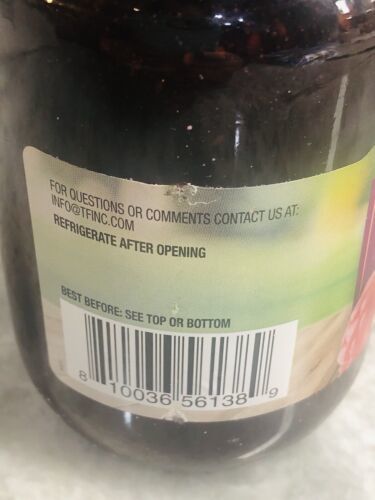 FOR QUESTIONS OR COMMENTS CONTACT US AT:
INFO@TFINC.COM
REFRIGERATE AFTER OPENING
BEST BEFORE: SEE TOP OR BOTTOM
8 10036 56138 9